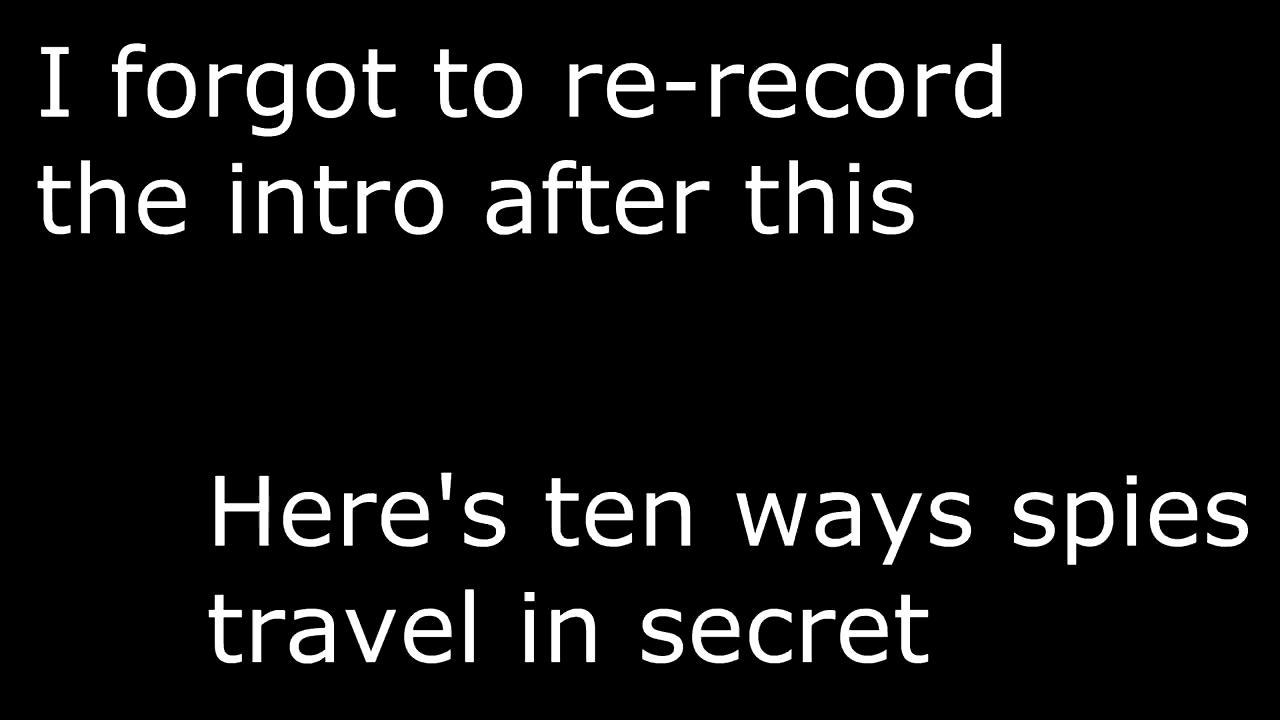 I forgot to re-record
the intro after this
Here's ten ways spies
travel in secret